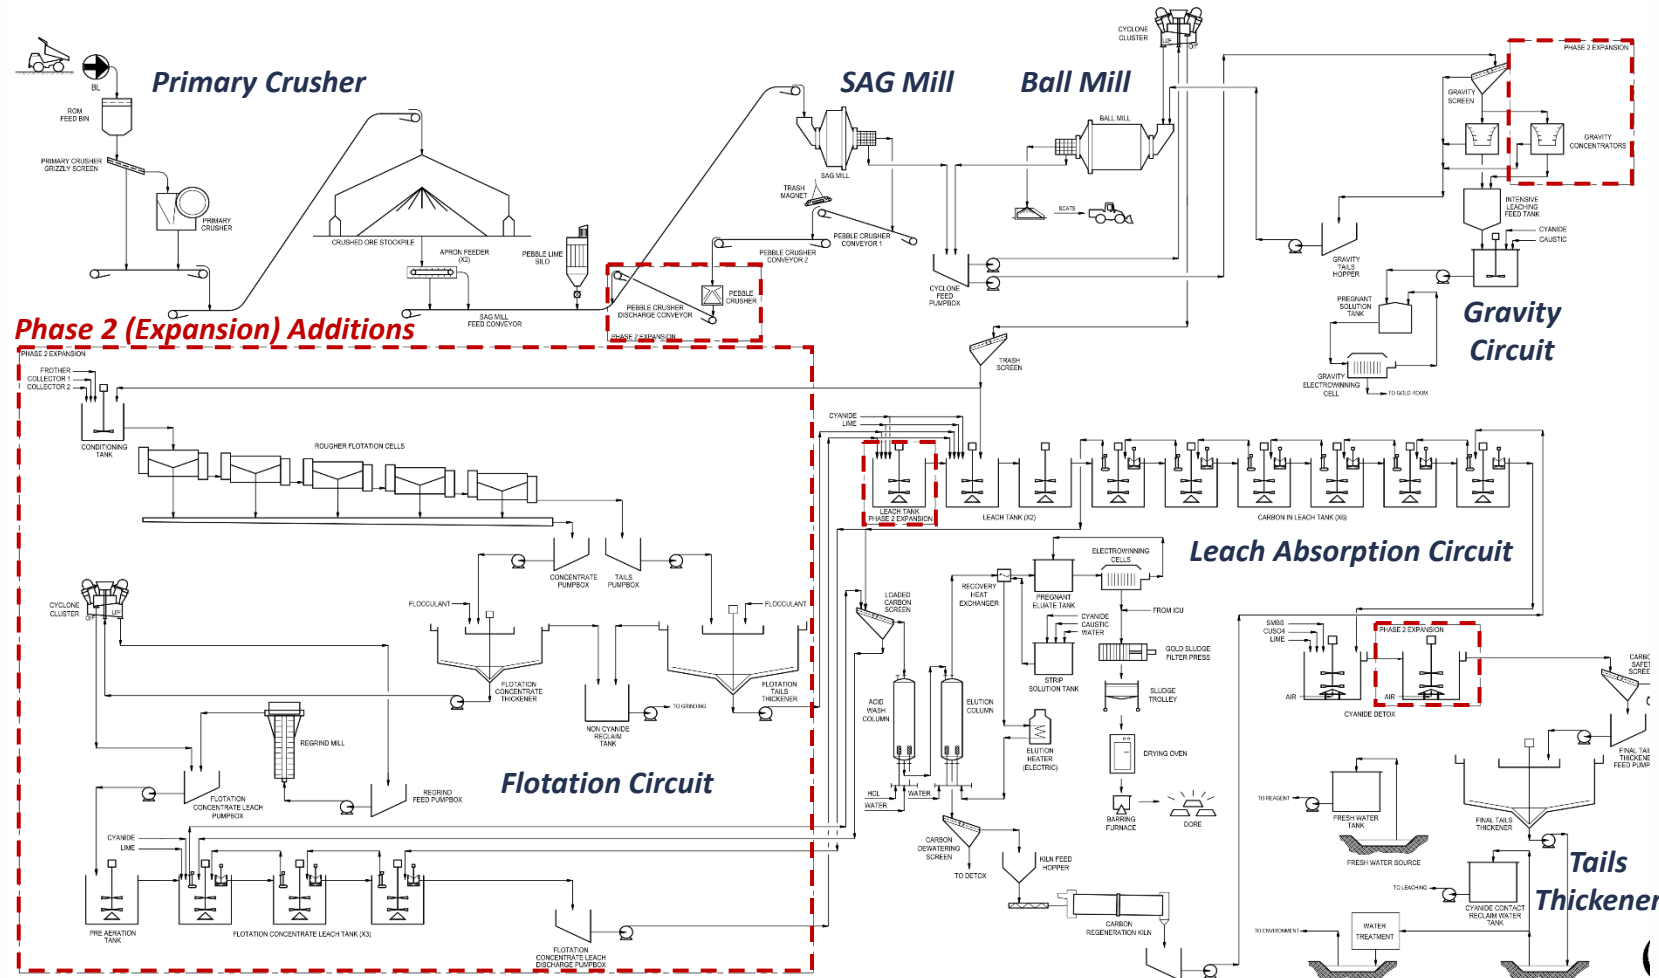 Primary Crusher
SAG Mill
Ball Mill
BL
ROM
FEED BIN
PRIMARY CRUSHER
GRIZZLY SCREEN
PRIMARY
CRUSHER
CRUSHED ORE STOCKPILE
APRON FEEDER
(X2)
SAG MILL
FEED CONVEYOR
PEBBLE LIME
SILO
PEBBLE CRUSHER
DISCHARGE CONVEYOR
PEBBLE
CRUSHER
PHASE 2 EXPANSION
PEBBLE CRUSHER
CONVEYOR 2
PEBBLE CRUSHER
CONVEYOR 1
TRASH
MAGNET
SAG MILL
CYCLONE
CLUSTER
U/F
O/F
BALL MILL
SCATS
CYCLONE
FEED
PUMPBOX
TRASH
SCREEN
PHASE 2 EXPANSION
GRAVITY
SCREEN
GRAVITY
CONCENTRATORS
INTENSIVE
LEACHING
FEED TANK
CYANIDE
CAUSTIC
GRAVITY
TAILS
HOPPER
PREGNANT
SOLUTION
TANK
GRAVITY
ELECTROWINNING
CELL
TO GOLD ROOM
Gravity
Circuit
Phase 2 (Expansion) Additions
PHASE 2 EXPANSION
FROTHER
COLLECTOR 1
COLLECTOR 2
CONDITIONING
TANK
ROUGHER FLOTATION CELLS
CONCENTRATE
PUMPBOX
TAILS
PUMPBOX
CYCLONE
CLUSTER
O/F
U/F
FLOCCULANT
FLOCCULANT
FLOTATION
CONCENTRATE
THICKENER
NON CYANIDE
RECLAIM
TANK
TO GRINDING
FLOTATION
TAILS
THICKENER
REGRIND MILL
FLOTATION
CONCENTRATE LEACH
PUMPBOX
REGRIND
FEED PUMPBOX
Flotation Circuit
CYANIDE
LIME
PRE AERATION
TANK
FLOTATION CONCENTRATE LEACH TANK (X3)
FLOTATION
CONCENTRATE LEACH
DISCHARGE PUMPBOX
CYANIDE
LIME
LEACH TANK
PHASE 2 EXPANSION
LEACH TANK (X2)
CARBON IN LEACH TANK (X6)
Leach Absorption Circuit
LOADED
CARBON
SCREEN
RECOVERY
HEAT
EXCHANGER
PREGNANT
ELUATE TANK
ELECTROWINNING
CELLS
FROM ICU
CYANIDE
CAUSTIC
WATER
STRIP
SOLUTION TANK
GOLD SLUDGE
FILTER PRESS
SLUDGE
TROLLEY
ACID
WASH
COLUMN
ELUTION
COLUMN
ELUTION
HEATER
(ELECTRIC)
DRYING OVEN
HCL
WATER
WATER
BARRING
FURNACE
DORE
CARBON
DEWATERING
SCREEN
TO DETOX
KILN FEED
HOPPER
CARBON
REGENERATION KILN
SMBS
CUSO4
LIME
PHASE 2 EXPANSION
AIR
AIR
CYANIDE DETOX
FINAL TAILS
THICKENER
TO REAGENT
FRESH WATER
TANK
FRESH WATER SOURCE
TO LEACHING
CYANIDE CONTACT
RECLAIM WATER
TANK
Tails
Thickener
TO ENVIRONMENT
WATER
TREATMENT